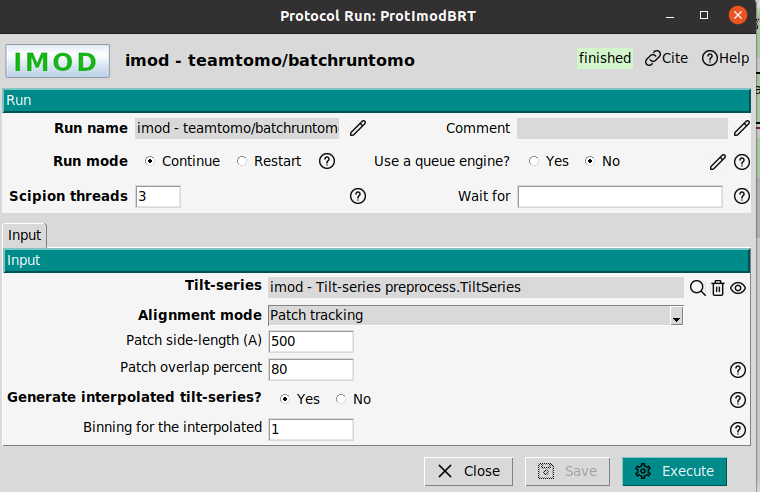 Protocol Run: ProtImodBRT
IMOD imod - teamtomo/batchruntomo finished Cite Help
Run
Run name imod - teamtomo/batchruntom Comment
Run mode Continue Restart Use a queue engine? Yes No
Scipion threads 3 Wait for
Input
Input
Tilt-series imod - Tilt-series preprocess.TiltSeries
Alignment mode Patch tracking
Patch side-length (A) 500
Patch overlap percent 80
Generate interpolated tilt-series? Yes No
Binning for the interpolated 1
Close Save Execute